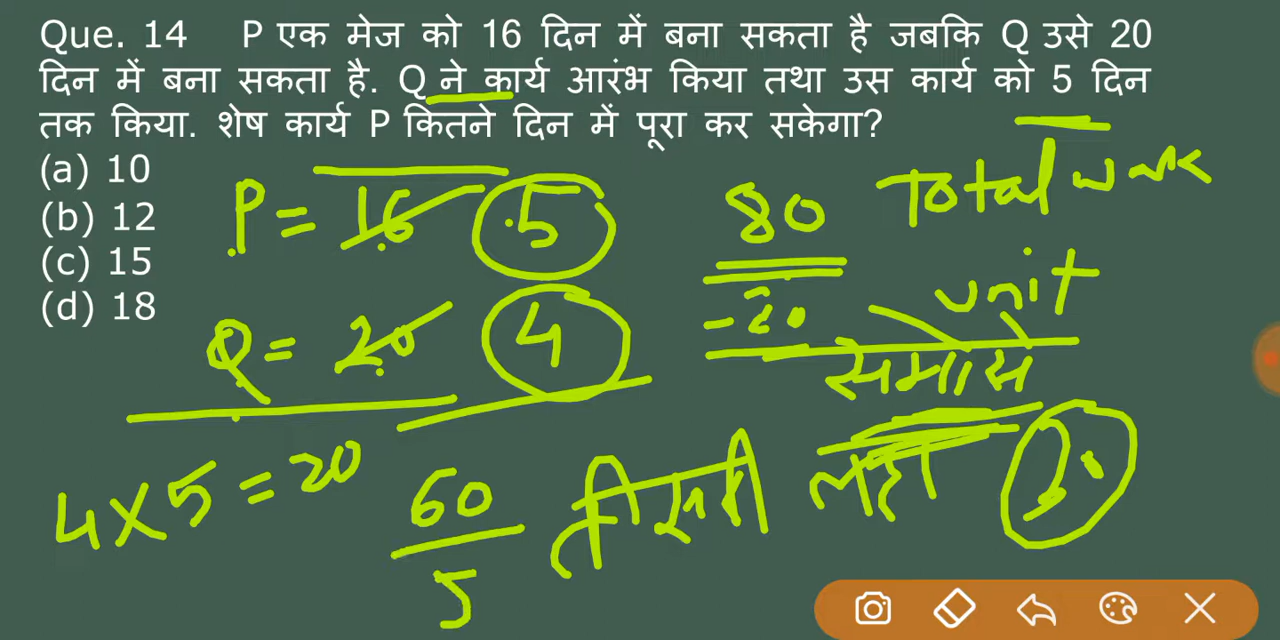 Que. 14 P एक मेज को 16 दिन में बना सकता है जबकि Q उसे 20
दिन में बना सकता है. Q ने कार्य आरंभ किया तथा उस कार्य को 5 दिन
तक किया. शेष कार्य P कितने दिन में पूरा कर सकेगा?
(a) 10
(b) 12
(c) 15
(d) 18
P = 16 5
80 Total work
unit
-20
Q = 20 4
समोसे
4 X 5 = 20
60
5